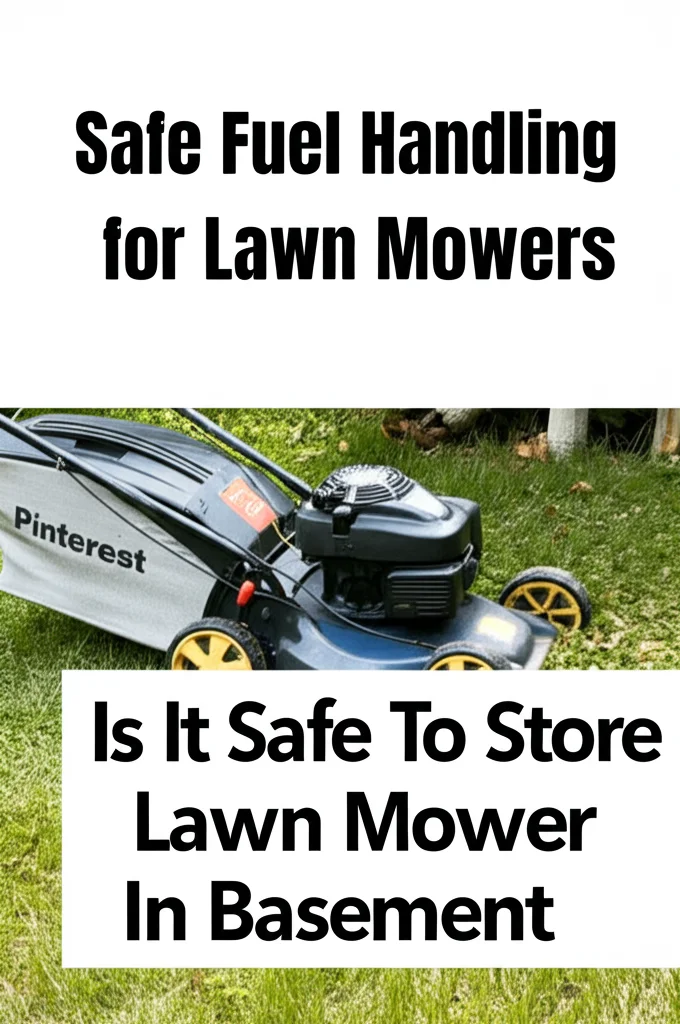 Safe Fuel Handling
for Lawn Mowers
Pinterest
Is It Safe To Store
Lawn Mower
In Basement